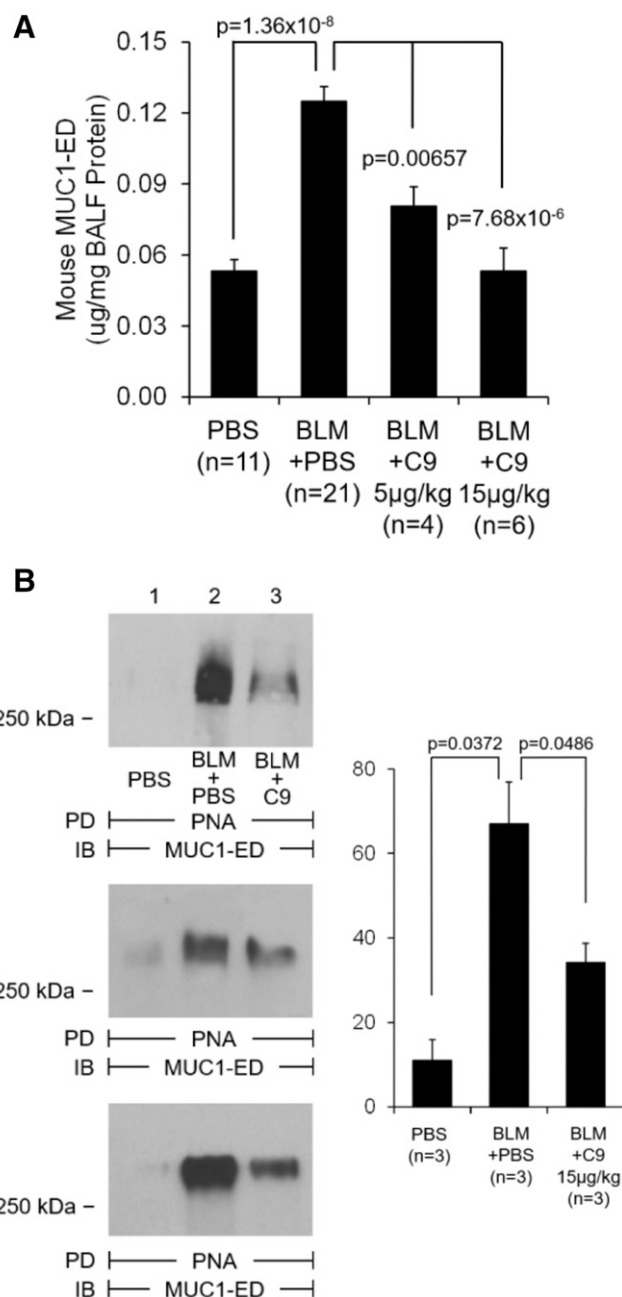 A
p=1.36x10-8
0.15
0.12
0.09
0.06
0.03
0.00
Mouse MUC1-ED
(ug/mg BALF Protein)
p=0.00657
p=7.68x10-6
PBS
(n=11)
BLM
+PBS
(n=21)
BLM
+C9
5µg/kg
(n=4)
BLM
+C9
15µg/kg
(n=6)
B
1 2 3
250 kDa –
PBS
BLM
+
PBS
BLM
+
C9
PD PNA
IB MUC1-ED
250 kDa –
PD PNA
IB MUC1-ED
250 kDa –
PD PNA
IB MUC1-ED
p=0.0372 p=0.0486
80
60
40
20
0
PBS
(n=3)
BLM
+PBS
(n=3)
BLM
+C9
15µg/kg
(n=3)